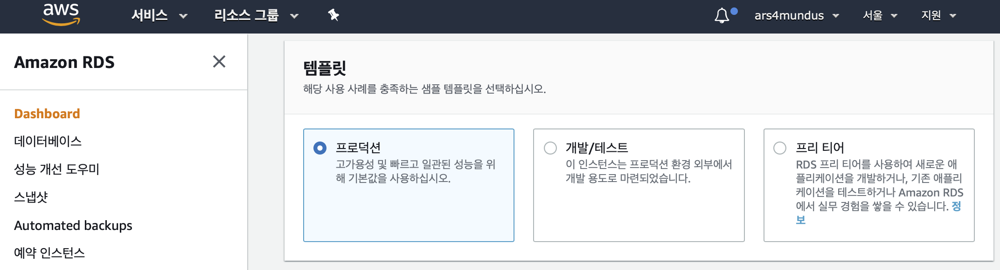 aws 서비스 리소스 그룹 ars4mundus 서울 지원
Amazon RDS
Dashboard
데이터베이스
성능 개선 도우미
스냅샷
Automated backups
예약 인스턴스
템플릿
해당 사용 사례를 충족하는 샘플 템플릿을 선택하십시오.
프로덕션
고가용성 및 빠르고 일관된 성능을 위
해 기본값을 사용하십시오.
개발/테스트
이 인스턴스는 프로덕션 환경 외부에서
개발 용도로 마련되었습니다.
프리 티어
RDS 프리 티어를 사용하여 새로운 애
플리케이션을 개발하거나, 기존 애플리
케이션을 테스트하거나 Amazon RDS
에서 실무 경험을 쌓을 수 있습니다. 정
보